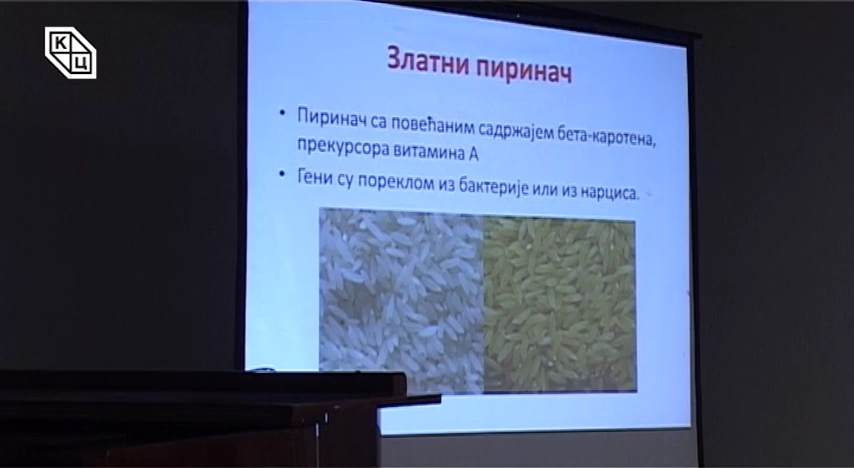 КЦ
Златни пиринач
• Пиринач са повећаним садржајем бета-каротена,
прекурсора витамина А
• Гени су пореклом из бактерије или из нарциса.